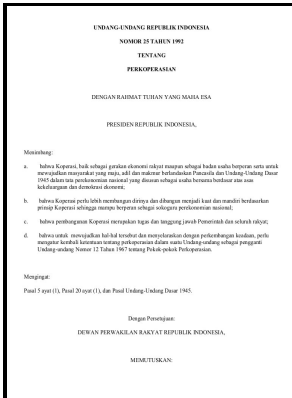 UNDANG-UNDANG REPUBLIK INDONESIA
NOMOR 25 TAHUN 1992
TENTANG
PERKOPERASIAN
DENGAN RAHMAT TUHAN YANG MAHA ESA
PRESIDEN REPUBLIK INDONESIA,
Menimbang:
a. bahwa Koperasi, baik sebagai gerakan ekonomi rakyat maupun sebagai badan usaha berperan serta untuk
mewujudkan masyarakat yang maju, adil dan makmur berlandaskan Pancasila dan Undang-Undang Dasar
1945 dalam tata perekonomian nasional yang disusun sebagai usaha bersama berdasar atas asas
kekeluargaan dan demokrasi ekonomi;
b. bahwa Koperasi perlu lebih membangun dirinya dan dibangun menjadi kuat dan mandiri berdasarkan
prinsip Koperasi sehingga mampu berperan sebagai sokoguru perekonomian nasional;
c. bahwa pembangunan Koperasi merupakan tugas dan tanggung jawab Pemerintah dan seluruh rakyat;
d. bahwa untuk mewujudkan hal-hal tersebut dan menyelaraskan dengan perkembangan keadaan, perlu
mengatur kembali ketentuan tentang perkoperasian dalam suatu Undang-undang sebagai pengganti
Undang-undang Nomor 12 Tahun 1967 tentang Pokok-pokok Perkoperasian.
Mengingat:
Pasal 5 ayat (1), Pasal 20 ayat (1), dan Pasal Undang-Undang Dasar 1945.
Dengan Persetujuan:
DEWAN PERWAKILAN RAKYAT REPUBLIK INDONESIA,
MEMUTUSKAN: